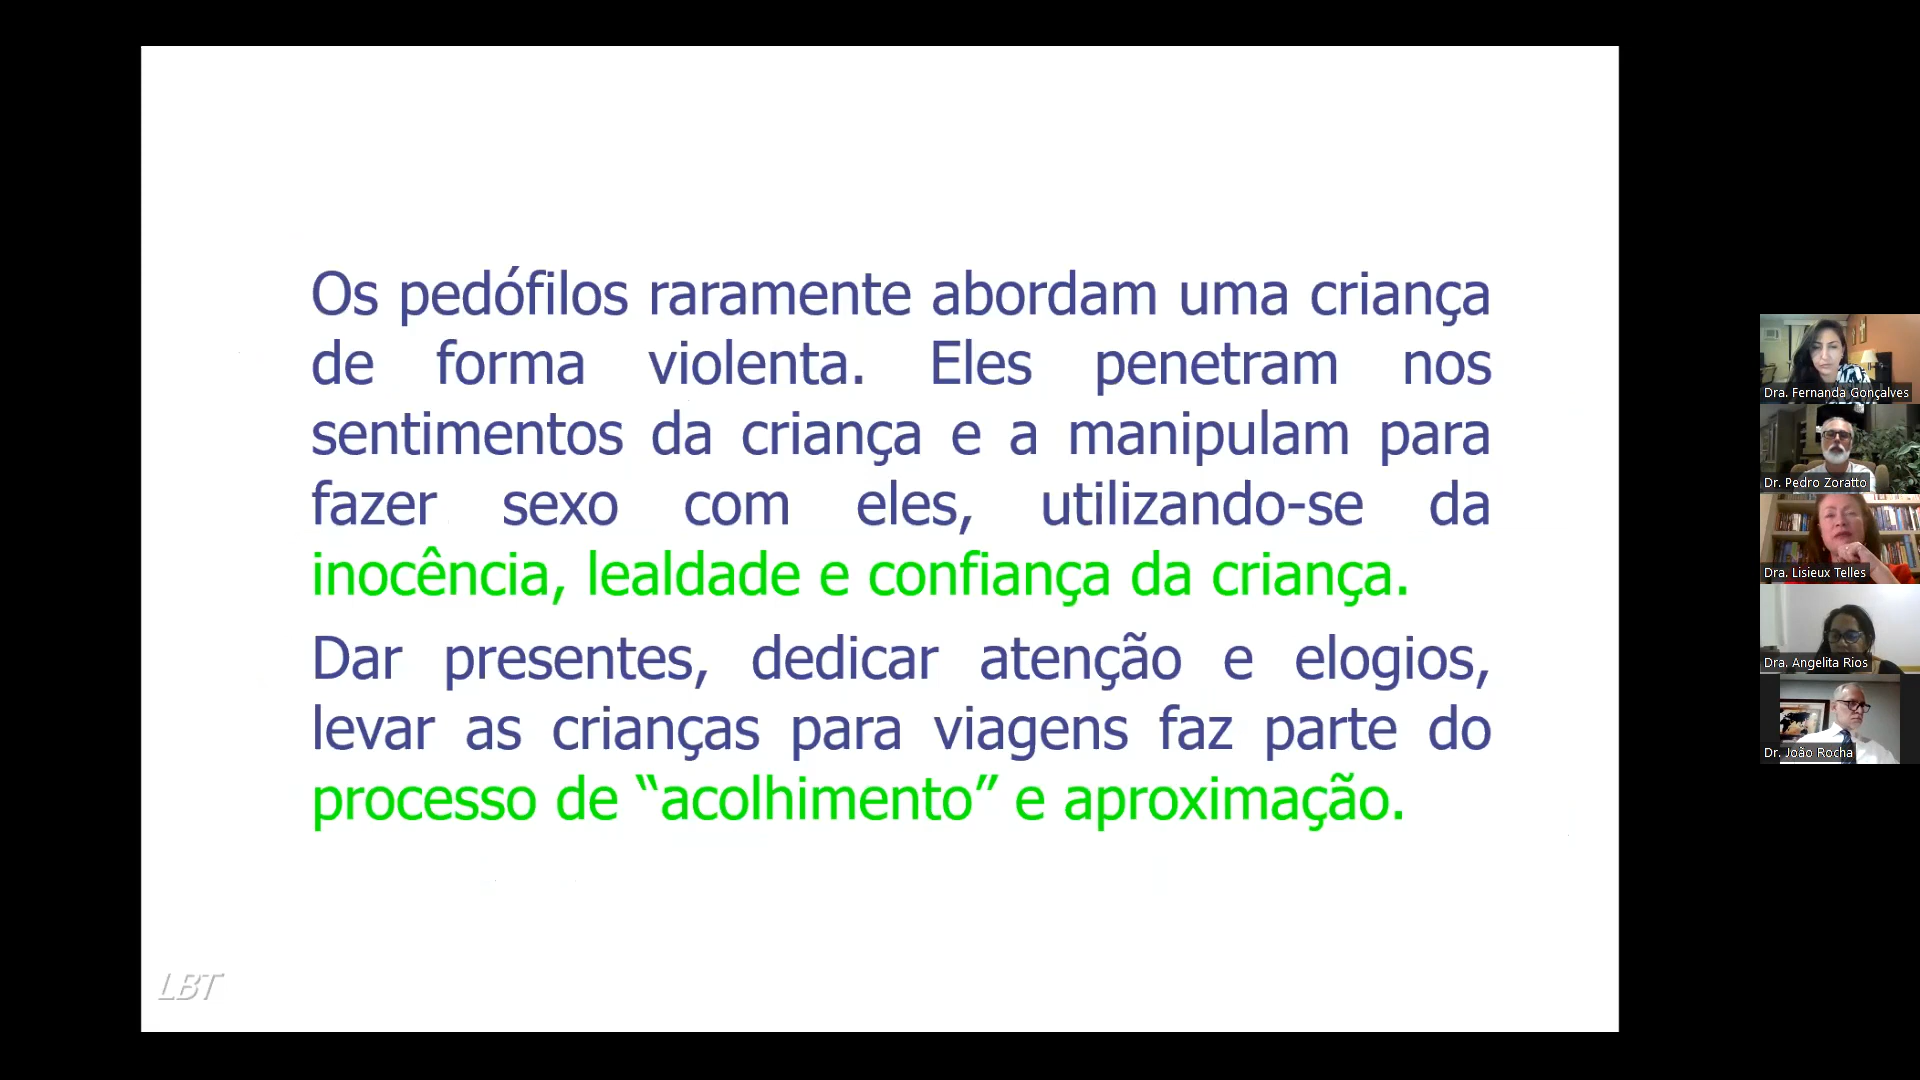 Os pedófilos raramente abordam uma criança
de forma violenta. Eles penetram nos
sentimentos da criança e a manipulam para
fazer sexo com eles, utilizando-se da
inocência, lealdade e confiança da criança.
Dar presentes, dedicar atenção e elogios,
levar as crianças para viagens faz parte do
processo de “acolhimento” e aproximação.
LBT
Dra. Fernanda Gonçalves
Dr. Pedro Zoratto
Dra. Lisieux Telles
Dra. Angelita Rios
Dr. João Rocha